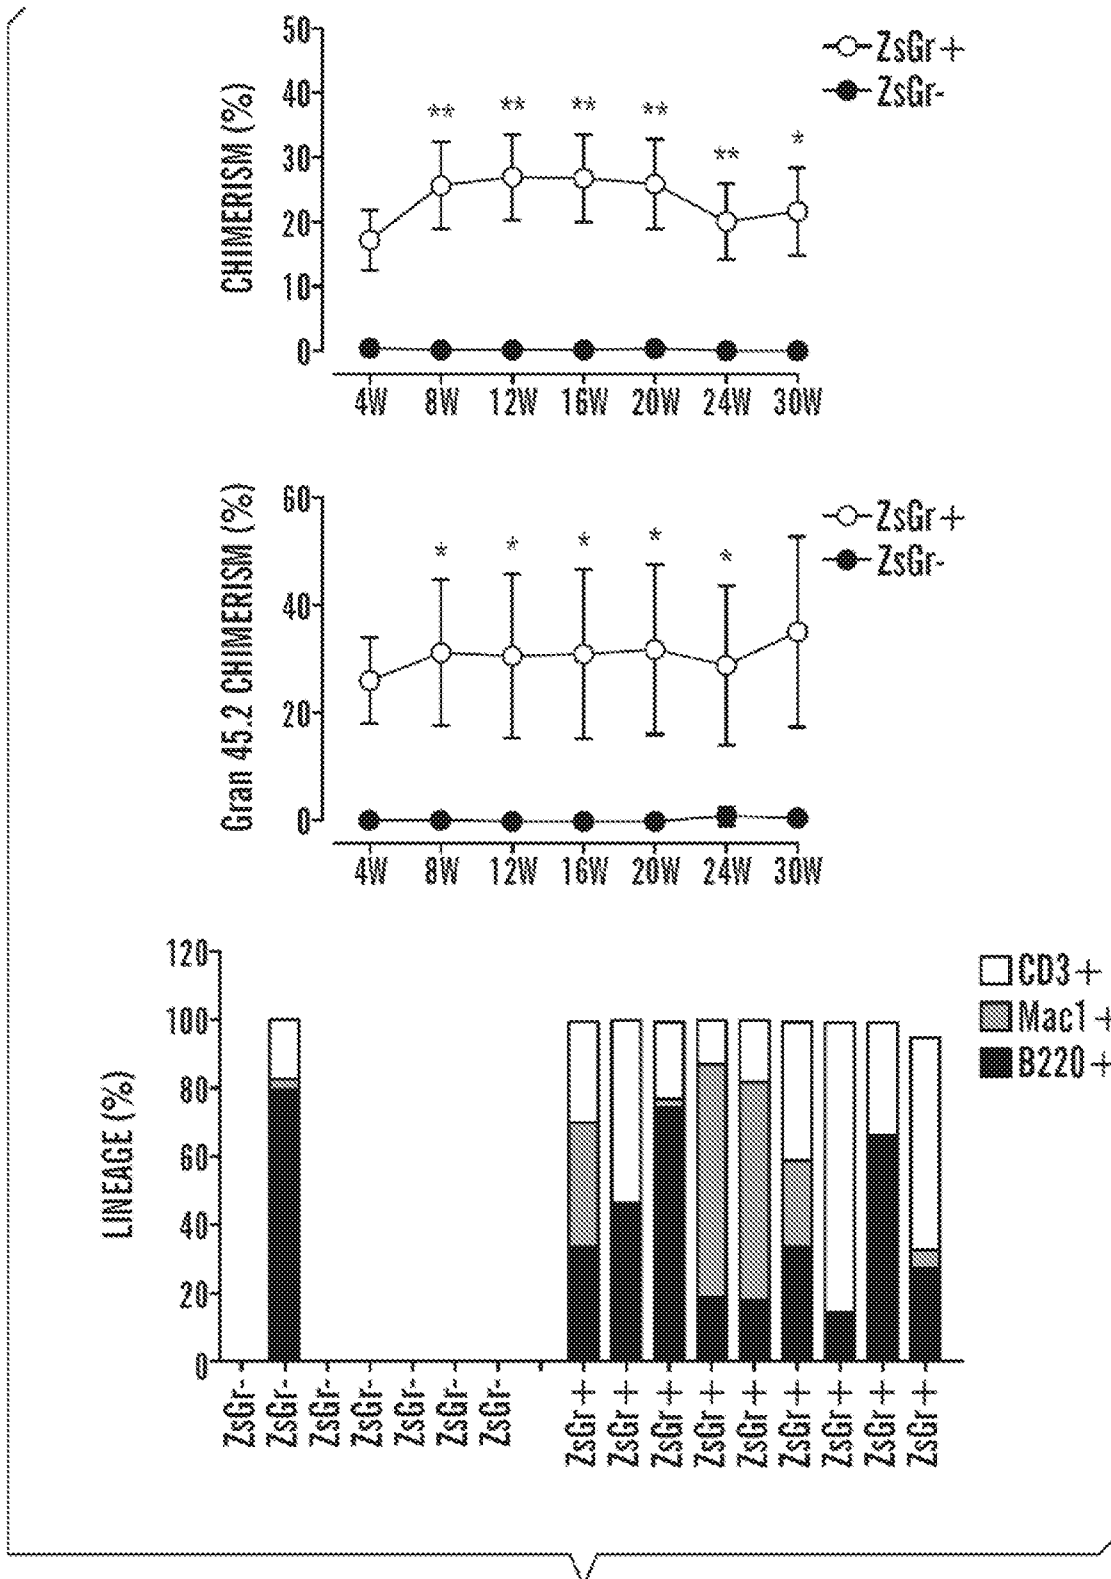 CHIMERISM (%)
50
40
30
20
10
0
** ** ** ** ** *
ZsGr+
ZsGr-
4W 8W 12W 16W 20W 24W 30W
Gran 45.2 CHIMERISM (%)
60
40
20
0
* * * * *
ZsGr+
ZsGr-
4W 8W 12W 16W 20W 24W 30W
LINEAGE (%)
120
100
80
60
40
20
0
CD3+
Mac1+
B220+
ZsGr- ZsGr- ZsGr- ZsGr- ZsGr- ZsGr- ZsGr- ZsGr+ ZsGr+ ZsGr+ ZsGr+ ZsGr+ ZsGr+ ZsGr+ ZsGr+ ZsGr+